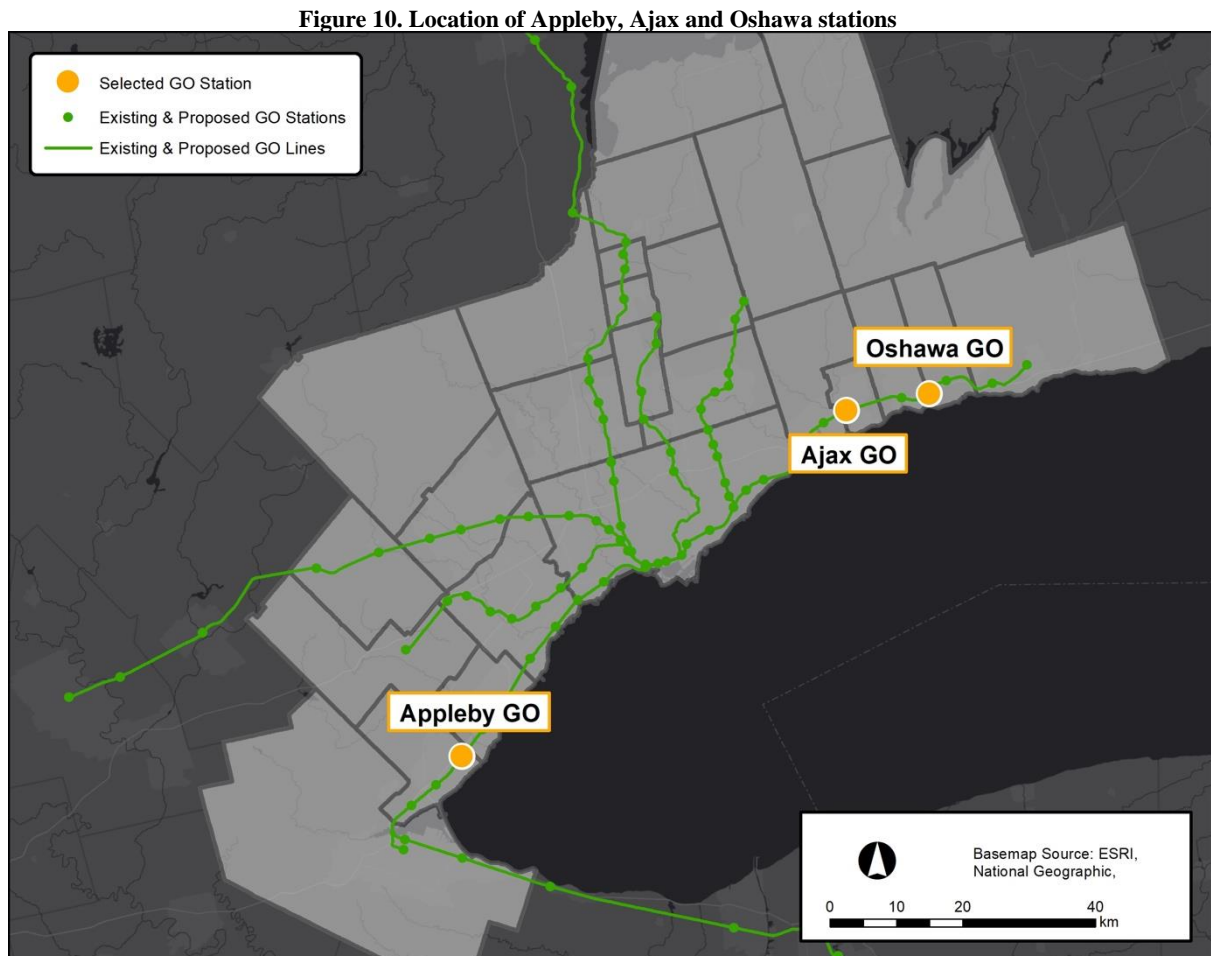 Figure 10. Location of Appleby, Ajax and Oshawa stations
Selected GO Station
Existing & Proposed GO Stations
Existing & Proposed GO Lines
Oshawa GO
Ajax GO
Appleby GO
Basemap Source: ESRI,
National Geographic,
0 10 20 40
km